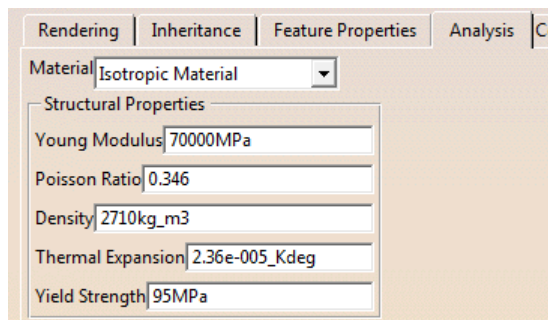 Rendering Inheritance Feature Properties Analysis C
Material Isotropic Material
Structural Properties
Young Modulus 70000MPa
Poisson Ratio 0.346
Density 2710kg_m3
Thermal Expansion 2.36e-005_Kdeg
Yield Strength 95MPa